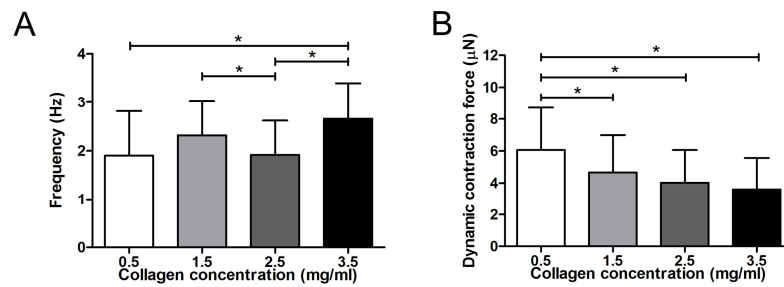 A
B
Frequency (Hz)
4
3
2
1
0
*
*
*
0.5 1.5 2.5 3.5
Collagen concentration (mg/ml)
Dynamic contraction force (µN)
12
10
8
6
4
2
0
*
*
*
0.5 1.5 2.5 3.5
Collagen concentration (mg/ml)